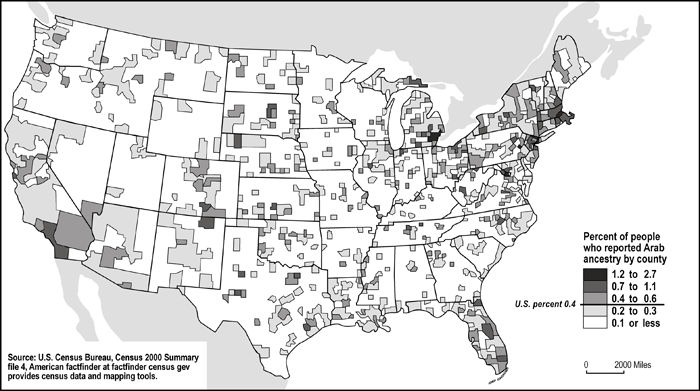 Percent of people
who reported Arab
ancestry by county
1.2 to 2.7
0.7 to 1.1
0.4 to 0.6
U.S. percent 0.4
0.2 to 0.3
0.1 or less
0 2000 Miles
Source: U.S. Census Bureau, Census 2000 Summary
file 4, American factfinder at factfinder census gev
provides census data and mapping tools.